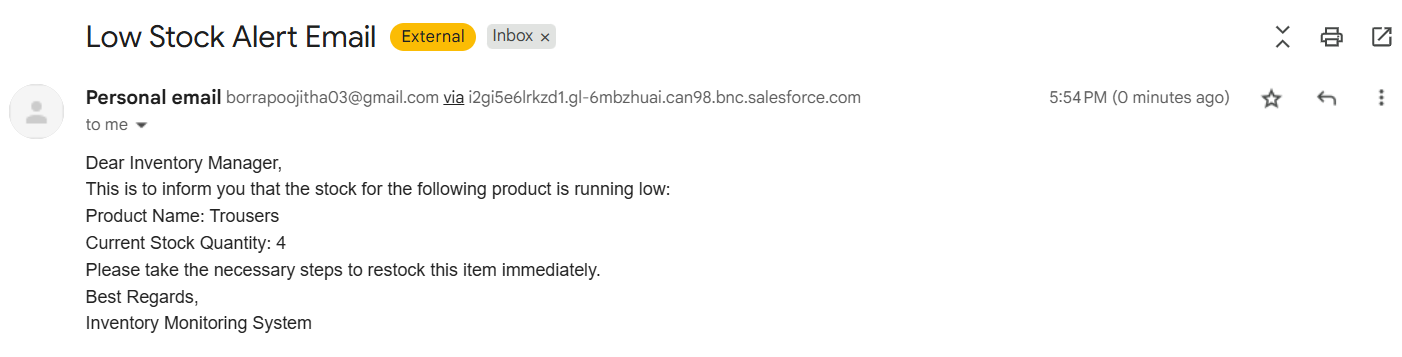 Low Stock Alert Email External Inbox ×
Personal email borrapoojitha03@gmail.com via i2gi5e6lrkzd1.gl-6mbzhuai.can98.bnc.salesforce.com 5:54 PM (0 minutes ago)
to me
Dear Inventory Manager,
This is to inform you that the stock for the following product is running low:
Product Name: Trousers
Current Stock Quantity: 4
Please take the necessary steps to restock this item immediately.
Best Regards,
Inventory Monitoring System